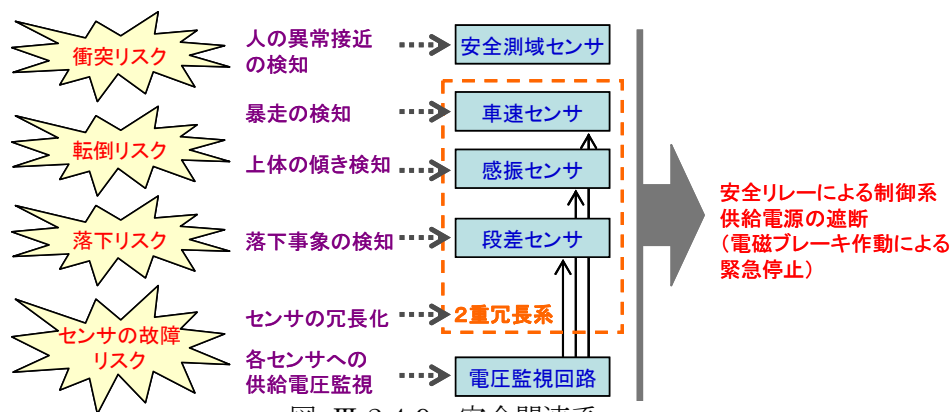 衝突リスク
人の異常接近
の検知
安全測域センサ
暴走の検知
車速センサ
転倒リスク
上体の傾き検知
感振センサ
落下リスク
落下事象の検知
段差センサ
センサの故障
リスク
センサの冗長化
2重冗長系
各センサへの
供給電圧監視
電圧監視回路
安全リレーによる制御系
供給電源の遮断
(電磁ブレーキ作動による
緊急停止)